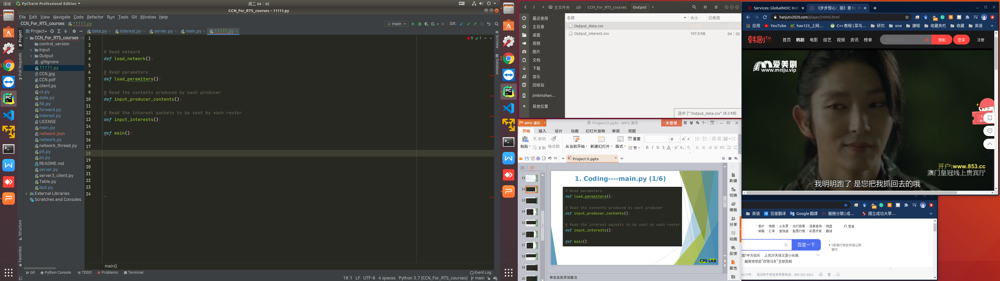 活动
PyCharm Professional Edition
週二 04：05
CCN_For_RTS_courses – 11111.py
File Edit View Navigate Code Refactor Run Tools Git Window Help
CCN_For_RTS_courses 11111.py
main
Git:
Project
data.py interest.py server.py main.py 11111.py
5 1
CCN_For_RTS_courses ~/
control_version
Input
Output
.gitignore
11111.py
CCN.jpg
CCN.pdf
client.py
cs.py
data.py
fib.py
forward.py
interest.py
LICENSE
main.py
network.json
network.py
network_thread.py
pit.py
ps.py
README.md
server.py
server3_client.py
Table.py
test.py
External Libraries
Scratches and Consoles
Project
Pull Requests
Structure
Favorites
SciView
Database
1
2
3 # Read network
4 def load_network():
5
6 # Read parameters
7 def load_peremiters():
8
9 # Read the contents produced by each producer
10 def input_producer_contents():
11
12 # Read the interest packets to be sent by each router
13 def input_interests():
14
15 def main():
16
17
18
19
20
21
22
23
24
main()
Git Python Console TODO Problems Terminal
Event Log
18:1 LF UTF-8 4 spaces Python 3.7 (CCN_For_RTS_courses) main
主文件夹 zjb CCN_For_RTS_courses Output
最近使用
主目录
桌面
视频
图片
文档
下载
音乐
回收站
jimbinzhan…
其他位置
名称 大小 已修改
Output_data.csv
Output_interest.csv 107.0 KB 04：02
选中了"Output_data.csv" (8.2 KB)
WPS 演示
Project II.pptx - WPS 演示
未登录
开始 插入 设计 动画 幻灯片放映 审阅 视图
粘贴 剪切 复制 格式刷 从当前开始 新建幻灯片 版式 重置 节
0
B I U S A X² X₂
Project II.pptx
11
12
13
14
15
16
17
18
19
20
1. Coding----main.py (1/6)
# Read parameters
def load_peremiters():
# Read the contents produced by each producer
def input_producer_contents():
# Read the interest packets to be sent by each router
def input_interests():
def main():
CPS LAB
新建
切换
模板
分享
动画
反馈
属性
单击此处添加备注
Services: GlobalNOC: Indi
《步步惊心：丽》第18
hanjutv2020.com/player/24945.html
应用 YouTube hao123_上网… C++ 教程 | 菜鸟… 研究 one 課程 收藏夹栏 收藏 英语
韩剧tv
首页 韩剧 电影 综艺 视频 资讯 榜单
搜剧
登录
注册
爱美剧
www.meiju.vip
开户:www.853.cc
澳门皇冠线上贵宾厅
我明明跑了 是您把我抓回去的哦
英语 百度翻译 Google 翻譯 服務分類 | 成… 國立成功大學…
查IP 地图 火车票 出行政策 违章查询 网盘
邮箱 汇率 查快递 股票行情 彩票开奖 翻译
登录
3
百度一下
5家银行将合并成山西
银行
国?中方驳斥 上完20天班又是小长假
越南领导层"四驾马车"全部亮相
0173号 违法和不良信息举报电话：400-921-6911